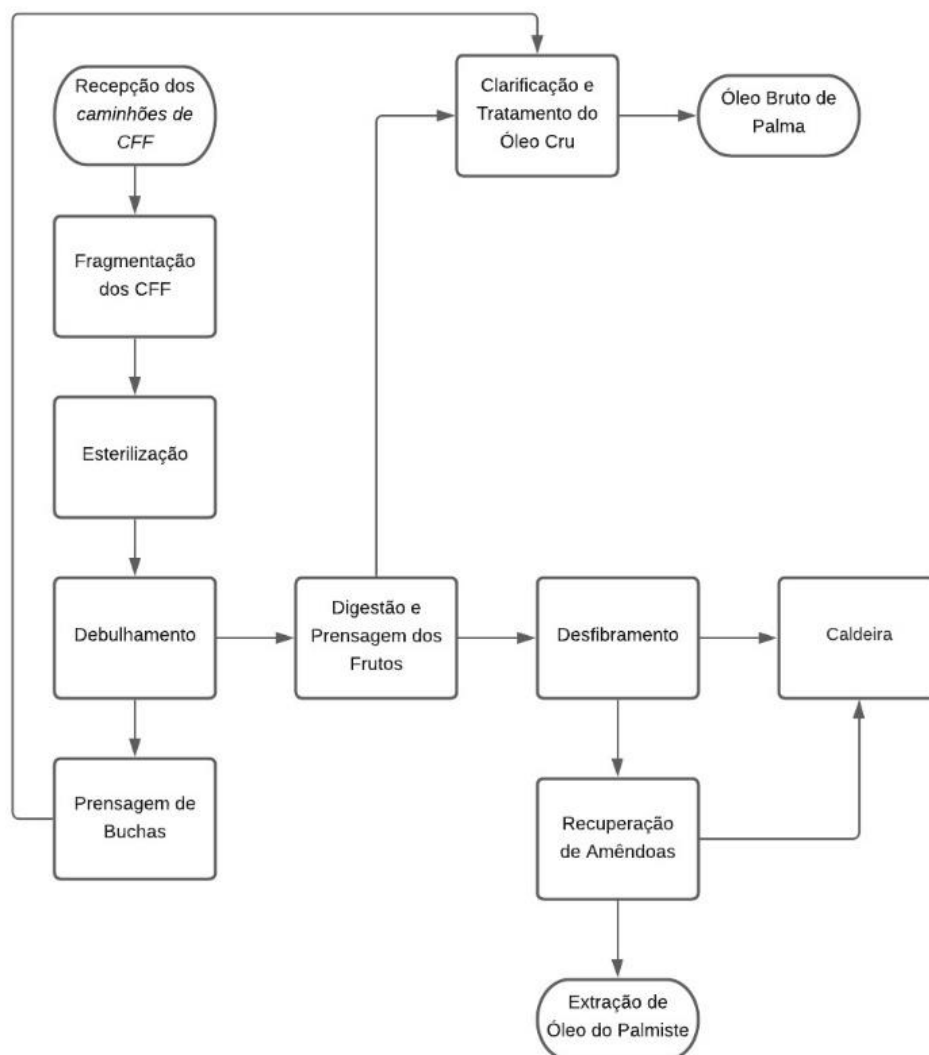 Recepção dos
caminhões de
CFF
Clarificação e
Tratamento do
Óleo Cru
Óleo Bruto de
Palma
Fragmentação
dos CFF
Esterilização
Debulhamento
Digestão e
Prensagem dos
Frutos
Desfibramento
Caldeira
Prensagem de
Buchas
Recuperação
de Amêndoas
Extração de
Óleo do Palmiste